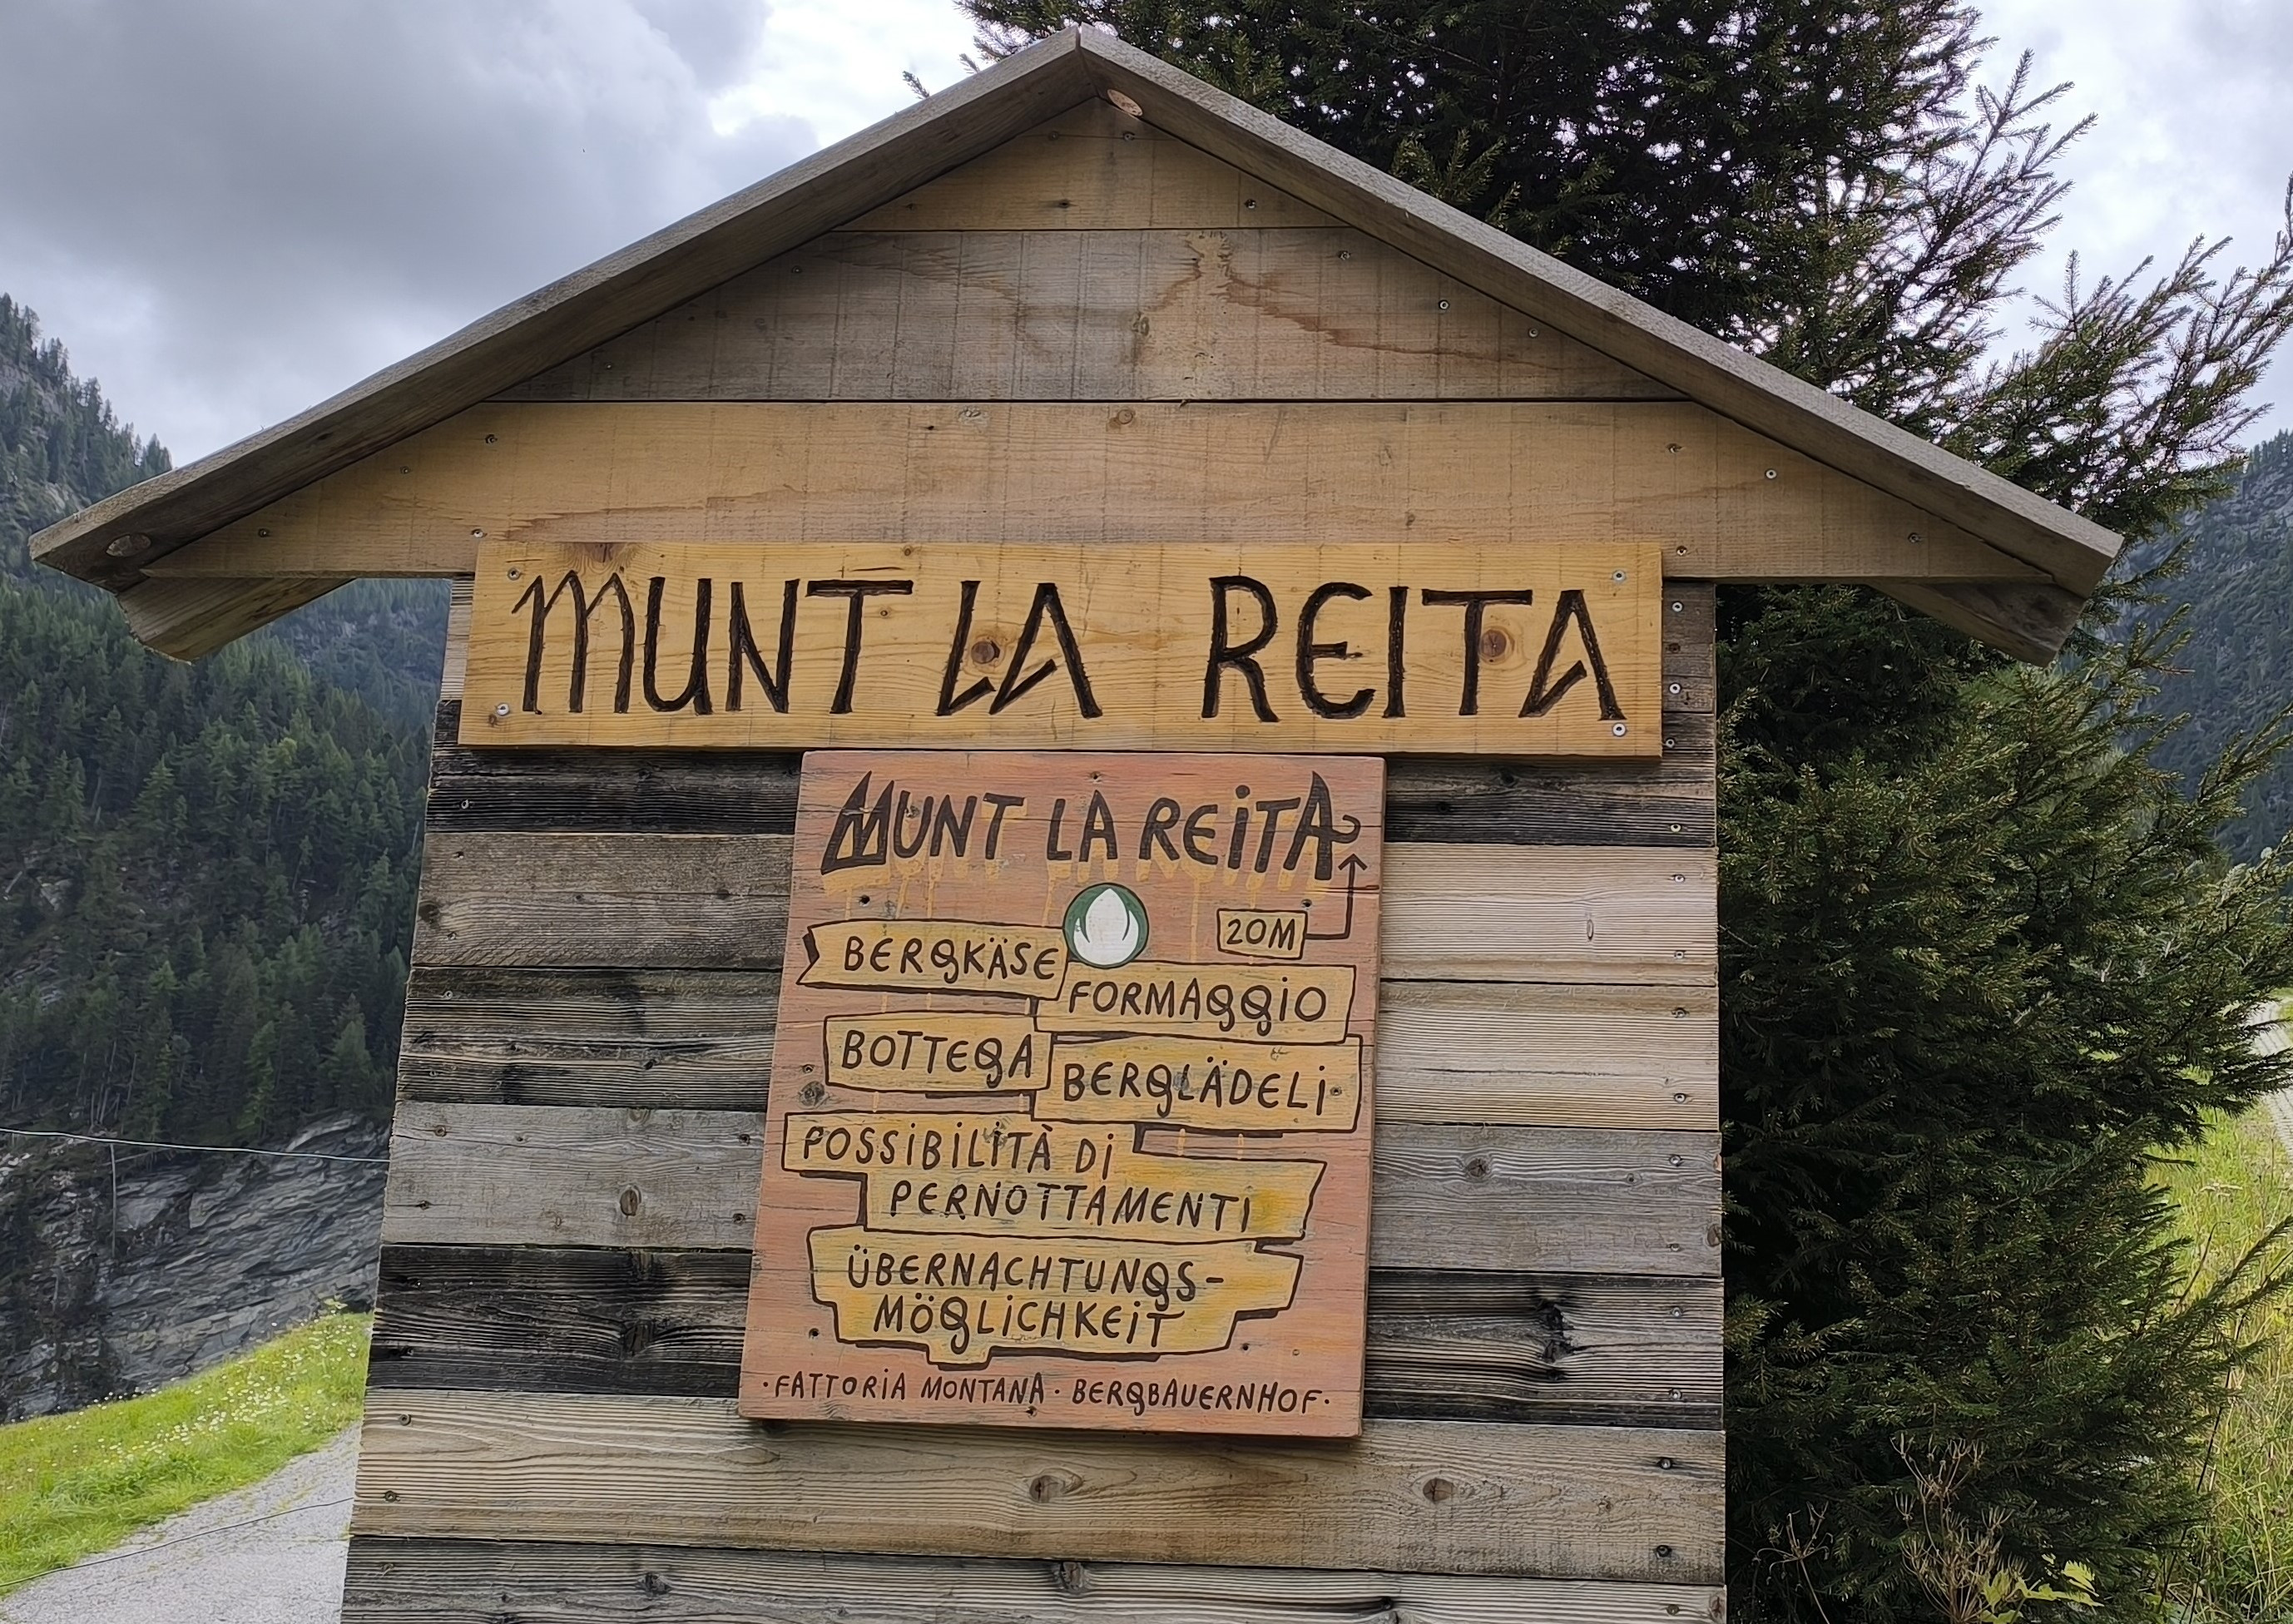 MUNT LA REITA
MUNT LA REiTA
20M
BERGKÄSE
FORMAGGiO
BOTTEGA
BERGLÄDELi
POSSiBiLiTÀ Di
PERNOTTAMENTi
ÜBERNACHTUNGS-
MÖGLiCHKEiT
·FATTORiA MONTANA · BERGBAUERNHOF·